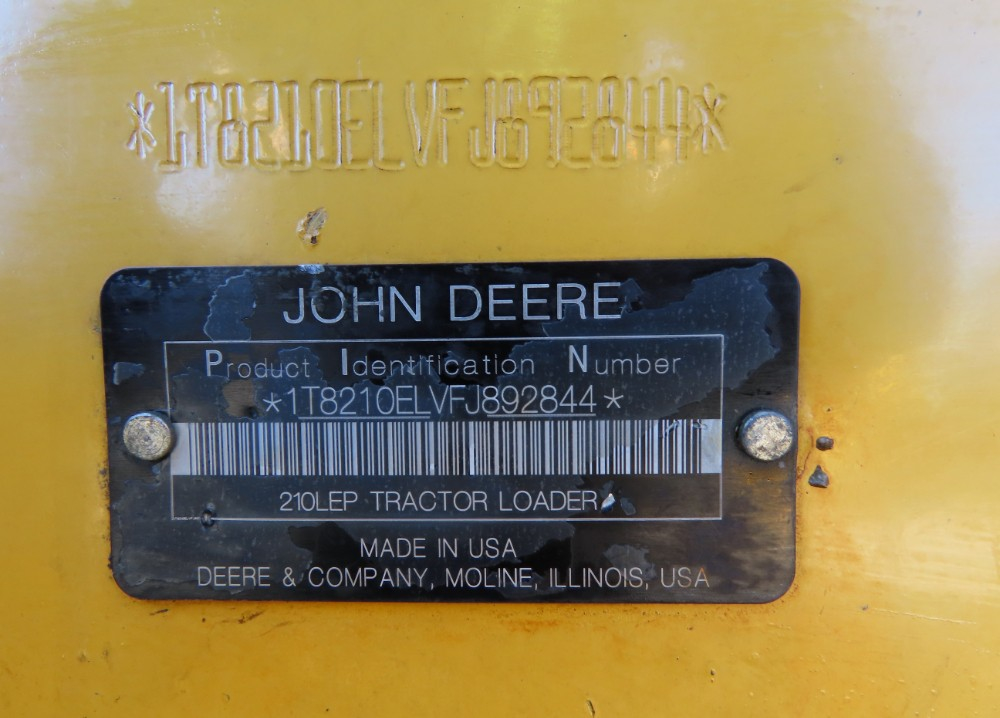 *1T8210ELVFJ892844*
JOHN DEERE
Product Identification Number
*1T8210ELVFJ892844*
210LEP TRACTOR LOADER
MADE IN USA
DEERE & COMPANY, MOLINE, ILLINOIS, USA